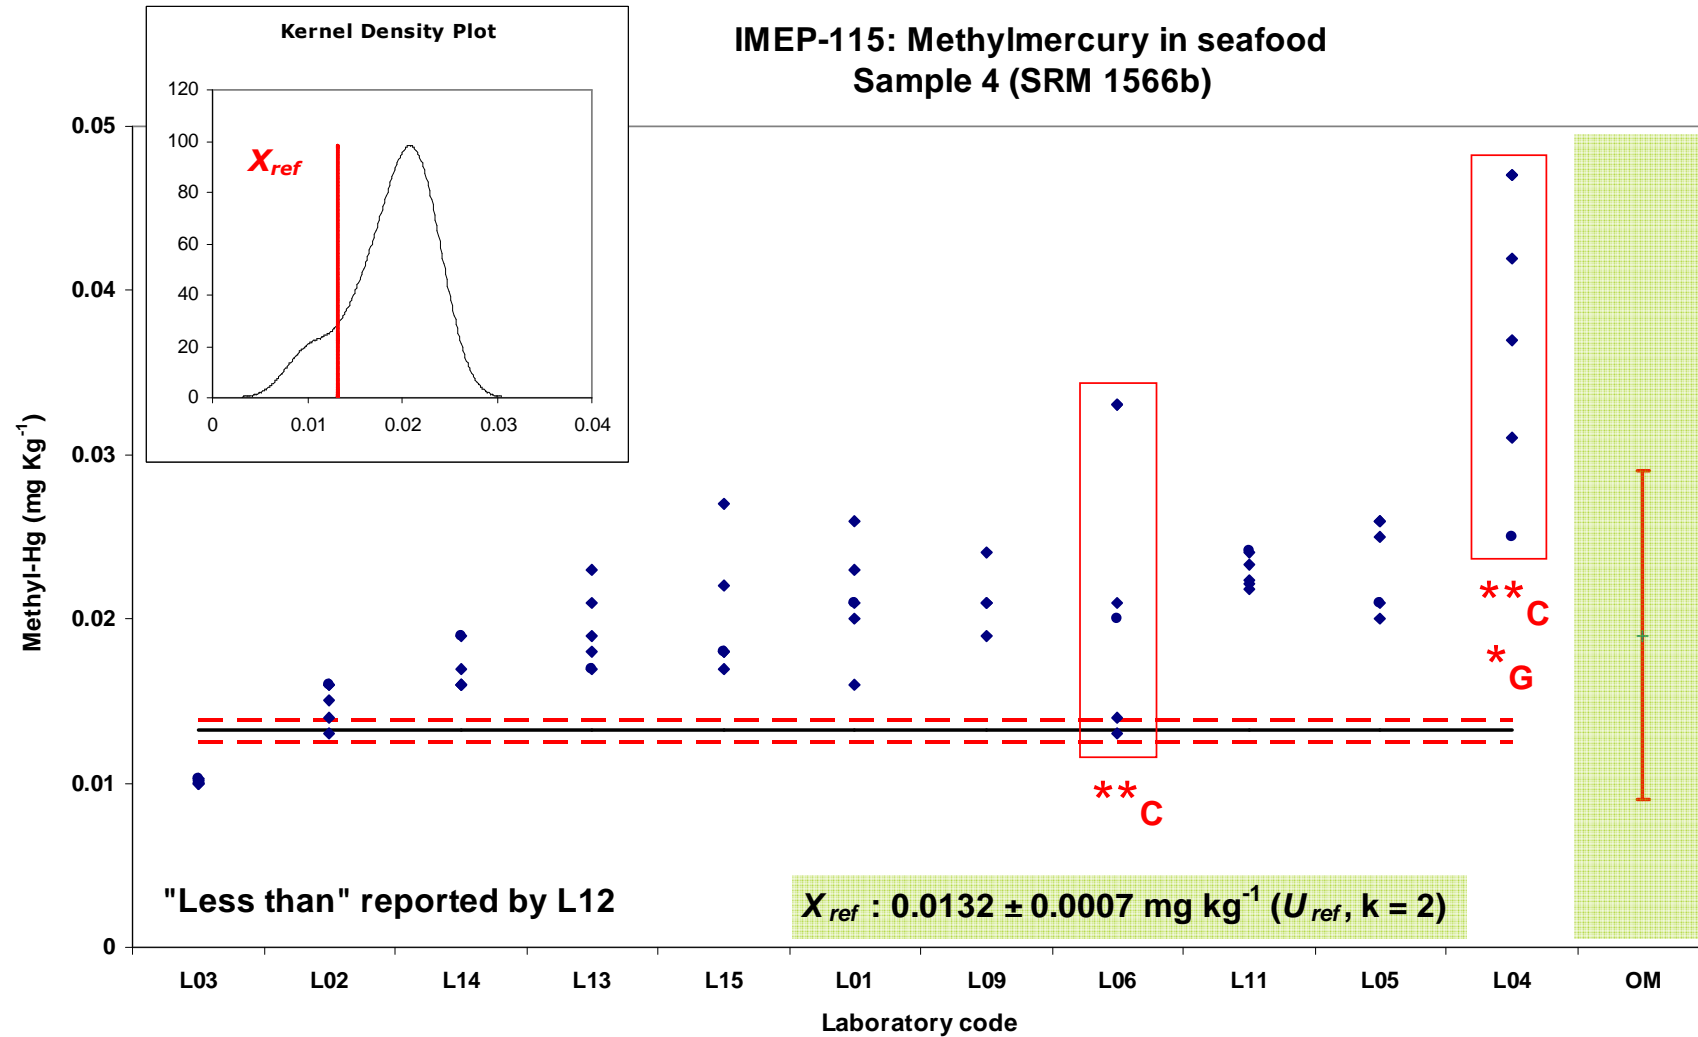 IMEP-115: Methylmercury in seafood
Sample 4 (SRM 1566b)
Kernel Density Plot
120
100
80
60
40
20
0
X ref
0 0.01 0.02 0.03 0.04
Methyl-Hg (mg Kg-1)
0.05
0.04
0.03
0.02
0.01
0
**C
*G
**C
"Less than" reported by L12
X ref : 0.0132 ± 0.0007 mg kg-1 (U ref, k = 2)
L03 L02 L14 L13 L15 L01 L09 L06 L11 L05 L04 OM
Laboratory code